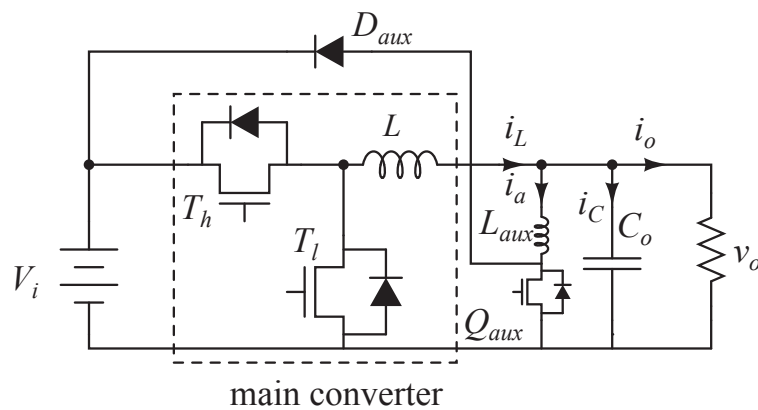 D_aux
L
i_L
i_o
i_a
T_h
i_C
C_o
T_l
L_aux
V_i
v_o
Q_aux
main converter